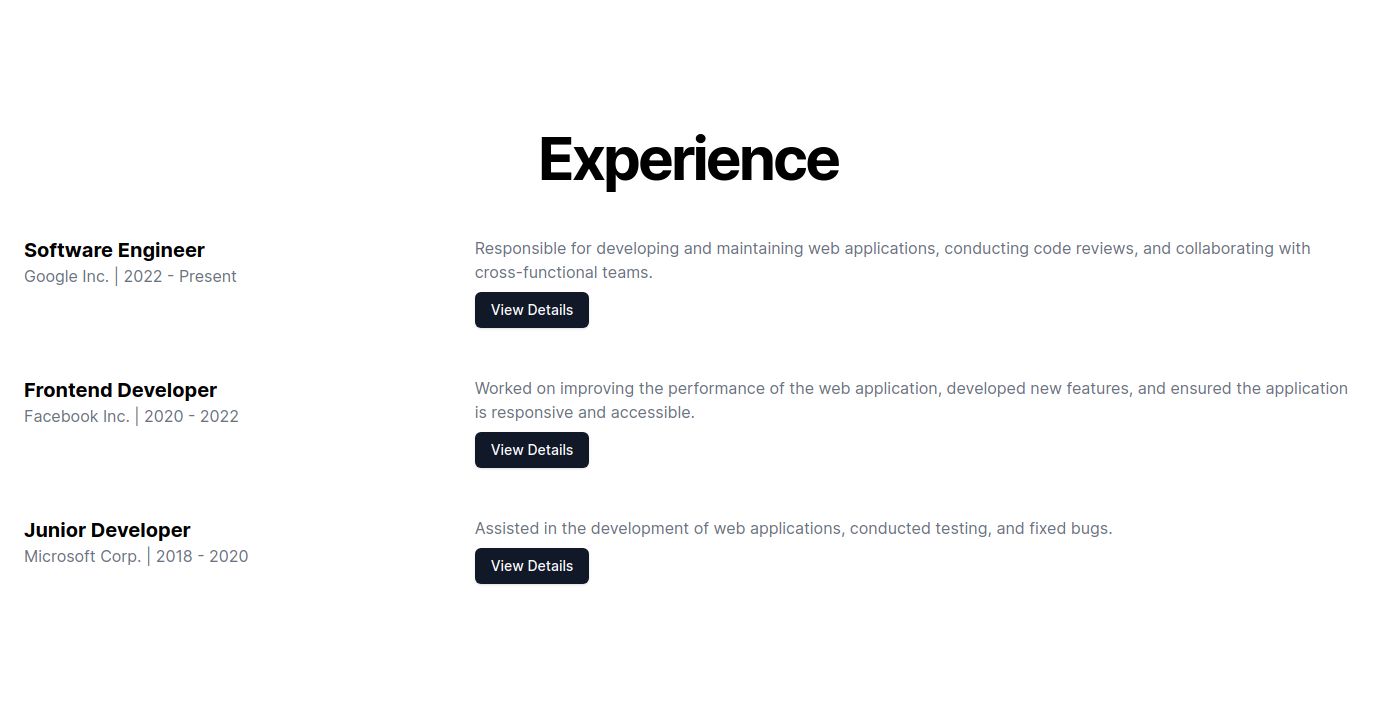 Experience
Software Engineer
Google Inc. | 2022 - Present
Responsible for developing and maintaining web applications, conducting code reviews, and collaborating with
cross-functional teams.
View Details
Frontend Developer
Facebook Inc. | 2020 - 2022
Worked on improving the performance of the web application, developed new features, and ensured the application
is responsive and accessible.
View Details
Junior Developer
Microsoft Corp. | 2018 - 2020
Assisted in the development of web applications, conducted testing, and fixed bugs.
View Details